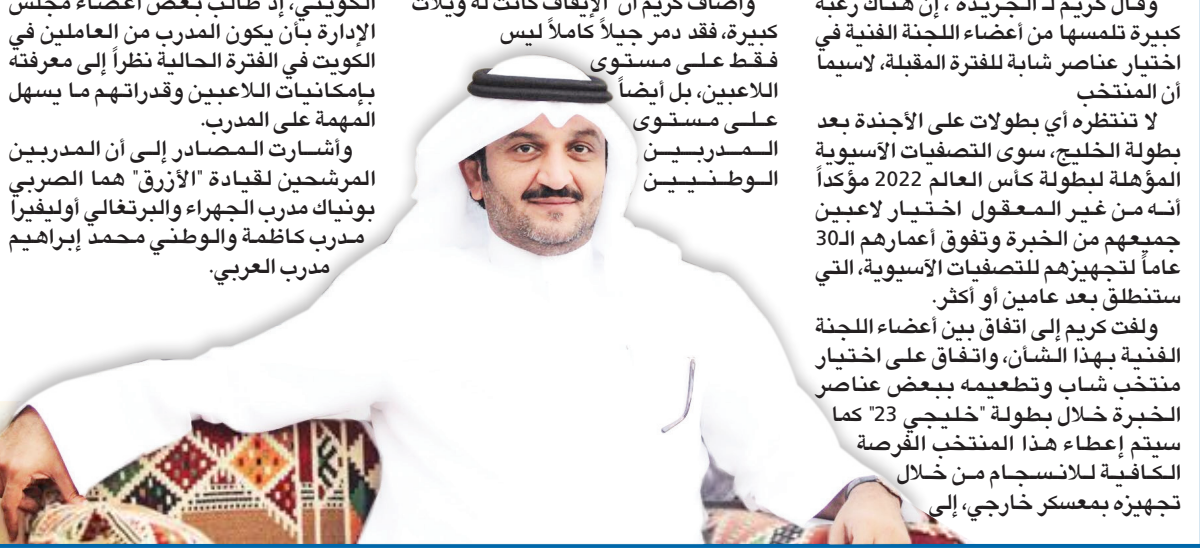 وقال كريم لـ"الجريدة"، إن هناك رغبة
كبيرة تلمسها من أعضاء اللجنة الفنية في
اختيار عناصر شابة للفترة المقبلة، لاسيما
أن المنتخب
لا تنتظره أي بطولات على الأجندة بعد
بطولة الخليج، سوى التصفيات الآسيوية
المؤهلة لبطولة كأس العالم 2022 مؤكداً
أنه من غير المعقول اختيار لاعبين
جميعهم من الخبرة وتفوق أعمارهم الـ30
عاماً لتجهيزهم للتصفيات الآسيوية، التي
ستنطلق بعد عامين أو أكثر.
ولفت كريم إلى اتفاق بين أعضاء اللجنة
الفنية بهذا الشأن، واتفاق على اختيار
منتخب شاب وتطعيمه ببعض عناصر
الخبرة خلال بطولة "خليجي 23" كما
سيتم إعطاء هذا المنتخب الفرصة
الكافية للانسجام من خلال
تجهيزه بمعسكر خارجي، إلى
وأضاف كريم أن "الإيقاف كانت له ويلات
كبيرة، فقد دمر جيلاً كاملاً ليس
فقط على مستوى
اللاعبين، بل أيضاً
على مستوى
المدربين
الوطنيين
الكويتي، إذ طالب بعض أعضاء مجلس
الإدارة بأن يكون المدرب من العاملين في
الكويت في الفترة الحالية نظراً إلى معرفته
بإمكانيات اللاعبين وقدراتهم ما يسهل
المهمة على المدرب.
وأشارت المصادر إلى أن المدربين
المرشحين لقيادة "الأزرق" هما الصربي
بونياك مدرب الجهراء والبرتغالي أوليفيرا
مدرب كاظمة والوطني محمد إبراهيم
مدرب العربي.